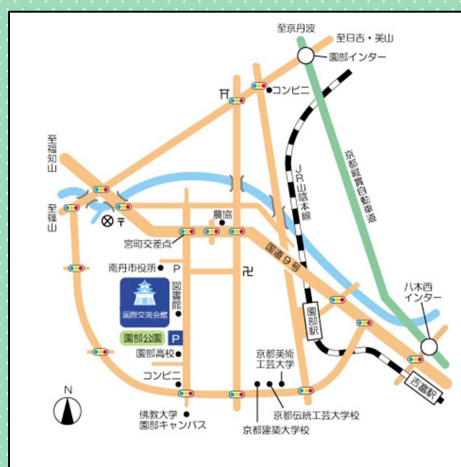 至京丹波
至日吉・美山
園部インター
コンビニ
至福知山
至篠山
JR山陰本線
京都縦貫自動車道
〒
農協
宮町交差点
国道9号
南丹市役所
P
図書館
国際交流会館
園部公園
P
園部高校
園部駅
八木西
インター
京都美術
工芸大学
コンビニ
吉富駅
佛教大学
園部キャンパス
京都伝統工芸大学校
京都建築大学校
N